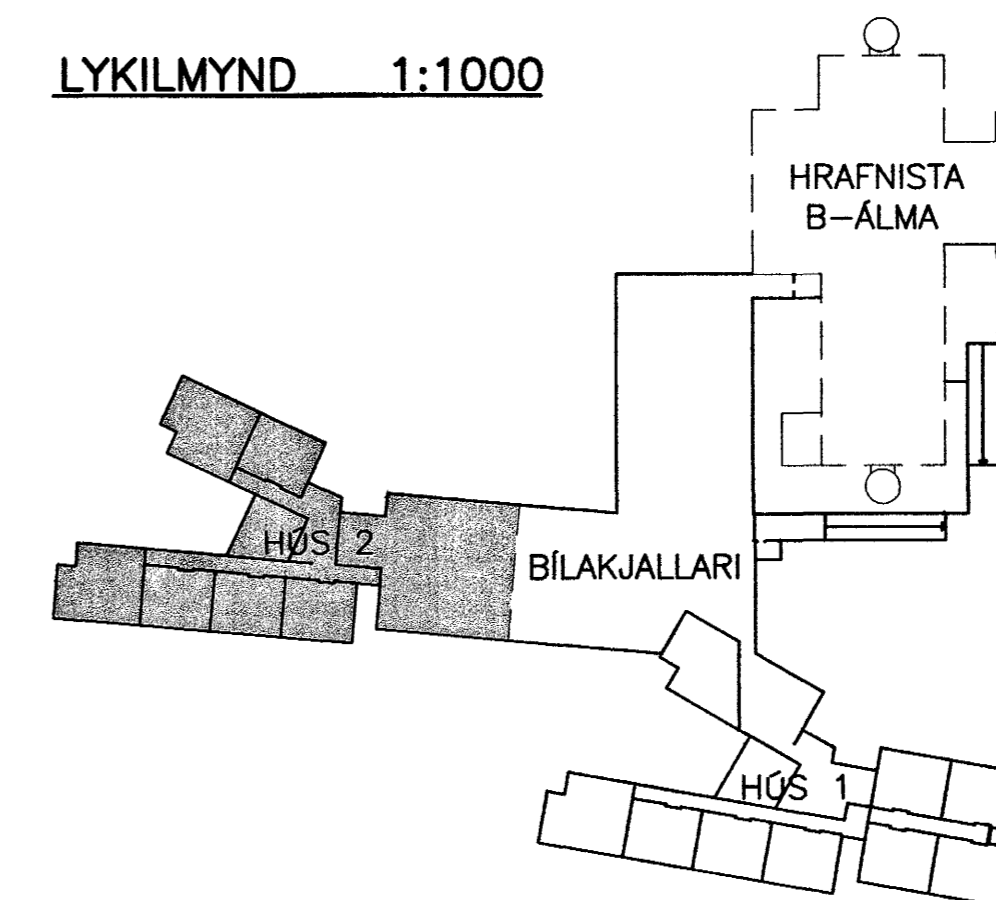 LYKILMYND 1:1000
HRAFNISTA
B-ÁLMA
HÚS 2
BÍLAKJALLARI
HÚS 1